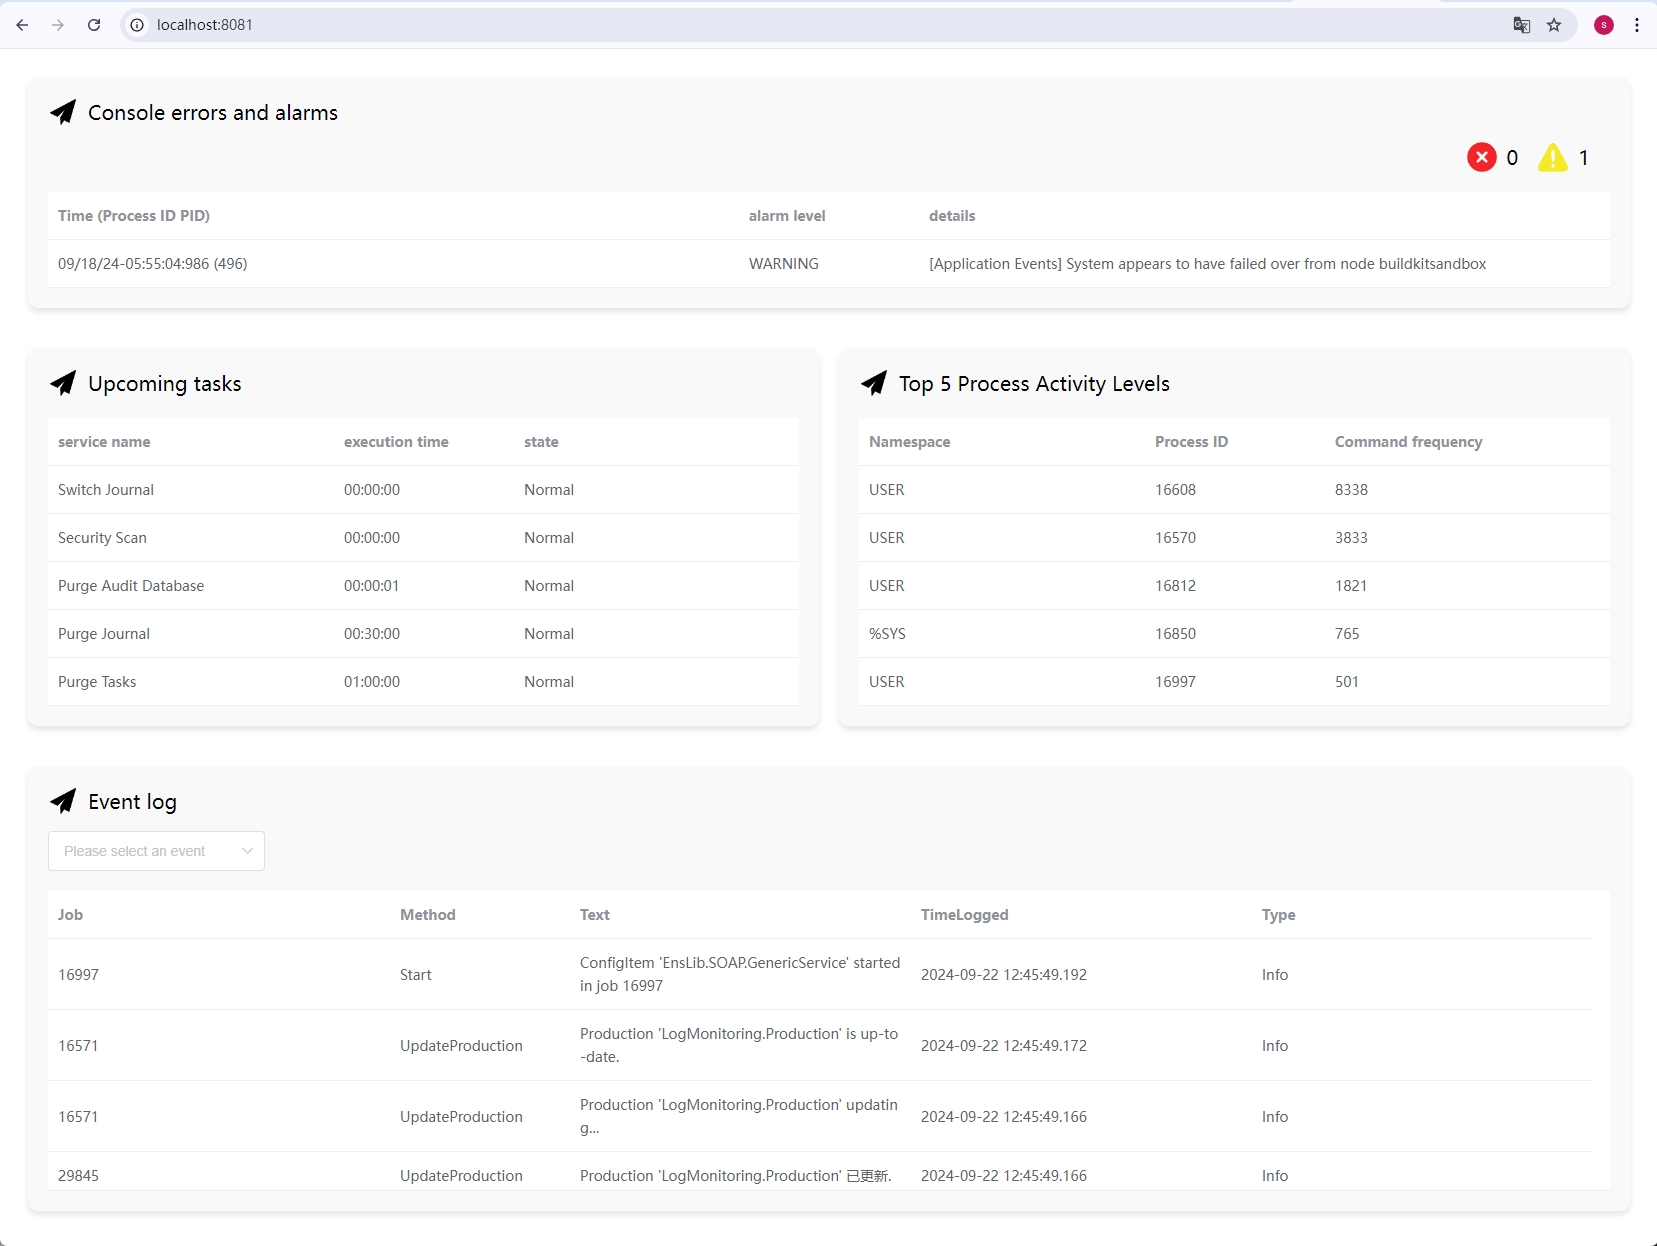 localhost:8081
S
Console errors and alarms
0 1
Time (Process ID PID) alarm level details
09/18/24-05:55:04:986 (496) WARNING [Application Events] System appears to have failed over from node buildkitsandbox
Upcoming tasks
service name execution time state
Switch Journal 00:00:00 Normal
Security Scan 00:00:00 Normal
Purge Audit Database 00:00:01 Normal
Purge Journal 00:30:00 Normal
Purge Tasks 01:00:00 Normal
Top 5 Process Activity Levels
Namespace Process ID Command frequency
USER 16608 8338
USER 16570 3833
USER 16812 1821
%SYS 16850 765
USER 16997 501
Event log
Please select an event
Job Method Text TimeLogged Type
16997 Start ConfigItem 'EnsLib.SOAP.GenericService' started 2024-09-22 12:45:49.192 Info
in job 16997
16571 UpdateProduction Production 'LogMonitoring.Production' is up-to 2024-09-22 12:45:49.172 Info
-date.
16571 UpdateProduction Production 'LogMonitoring.Production' updatin 2024-09-22 12:45:49.166 Info
g...
29845 UpdateProduction Production 'LogMonitoring.Production' 已更新. 2024-09-22 12:45:49.166 Info